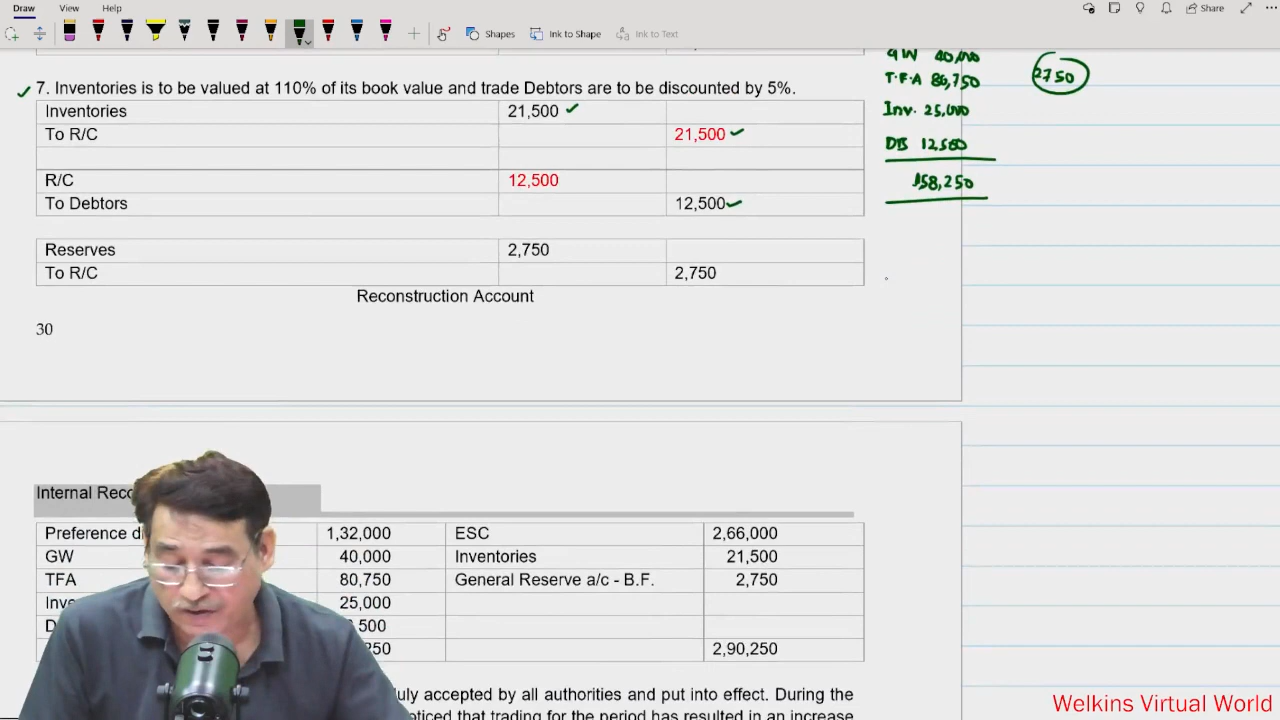 Draw View Help
Share
Shapes Ink to Shape Ink to Text
GW 40,000
T.F.A 80,750 2750
7. Inventories is to be valued at 110% of its book value and trade Debtors are to be discounted by 5%.
Inventories 21,500
Inv. 25,000
To R/C 21,500
DB 12,500
R/C 12,500
158,250
To Debtors 12,500
Reserves 2,750
To R/C 2,750
Reconstruction Account
30
Internal Reco
Preference di 1,32,000 ESC 2,66,000
GW 40,000 Inventories 21,500
TFA 80,750 General Reserve a/c - B.F. 2,750
Inve 25,000
D ,500
250 2,90,250
uly accepted by all authorities and put into effect. During the
oticed that trading for the period has resulted in an increase
Welkins Virtual World